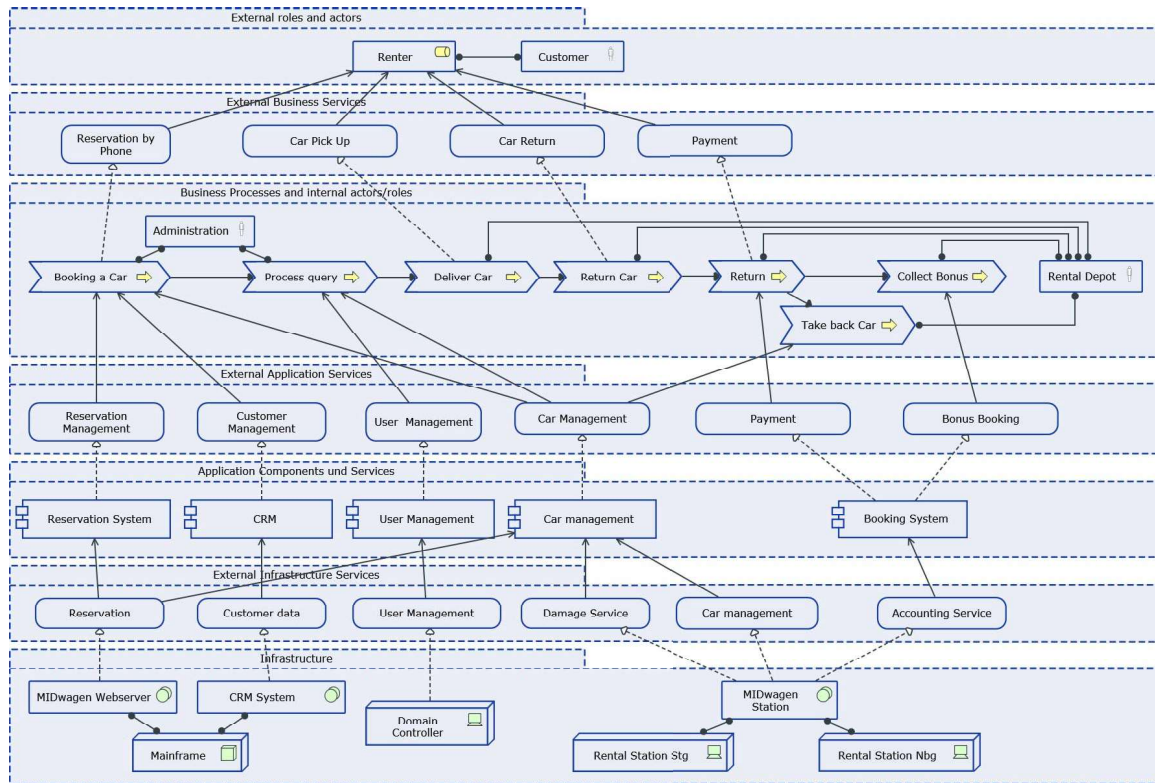 External roles and actors
Renter
Customer
External Business Services
Reservation by
Phone
Car Pick Up
Car Return
Payment
Business Processes and internal actors/roles
Administration
Booking a Car
Process query
Deliver Car
Return Car
Return
Collect Bonus
Rental Depot
Take back Car
External Application Services
Reservation
Management
Customer
Management
User Management
Car Management
Payment
Bonus Booking
Application Components und Services
Reservation System
CRM
User Management
Car management
Booking System
External Infrastructure Services
Reservation
Customer data
User Management
Damage Service
Car management
Accounting Service
Infrastructure
MIDwagen Webserver
CRM System
Domain
Controller
MIDwagen
Station
Mainframe
Rental Station Stg
Rental Station Nbg